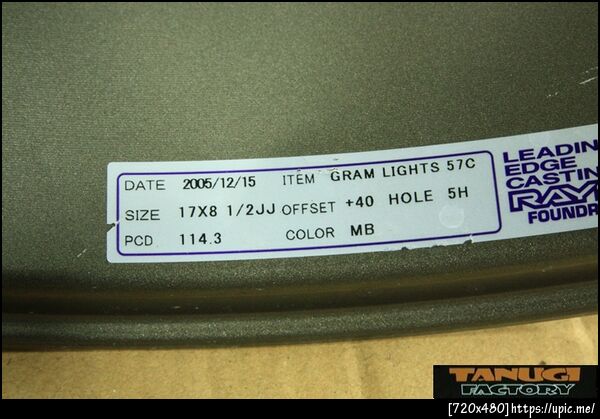 DATE 2005/12/15 ITEM GRAM LIGHTS 57C
SIZE 17X8 1/2JJ OFFSET +40 HOLE 5H
PCD 114.3 COLOR MB
LEADIN
EDGE
CASTIN
RAY
FOUNDR
TANUGI
FACTORY
[720x480]https://upic.me/